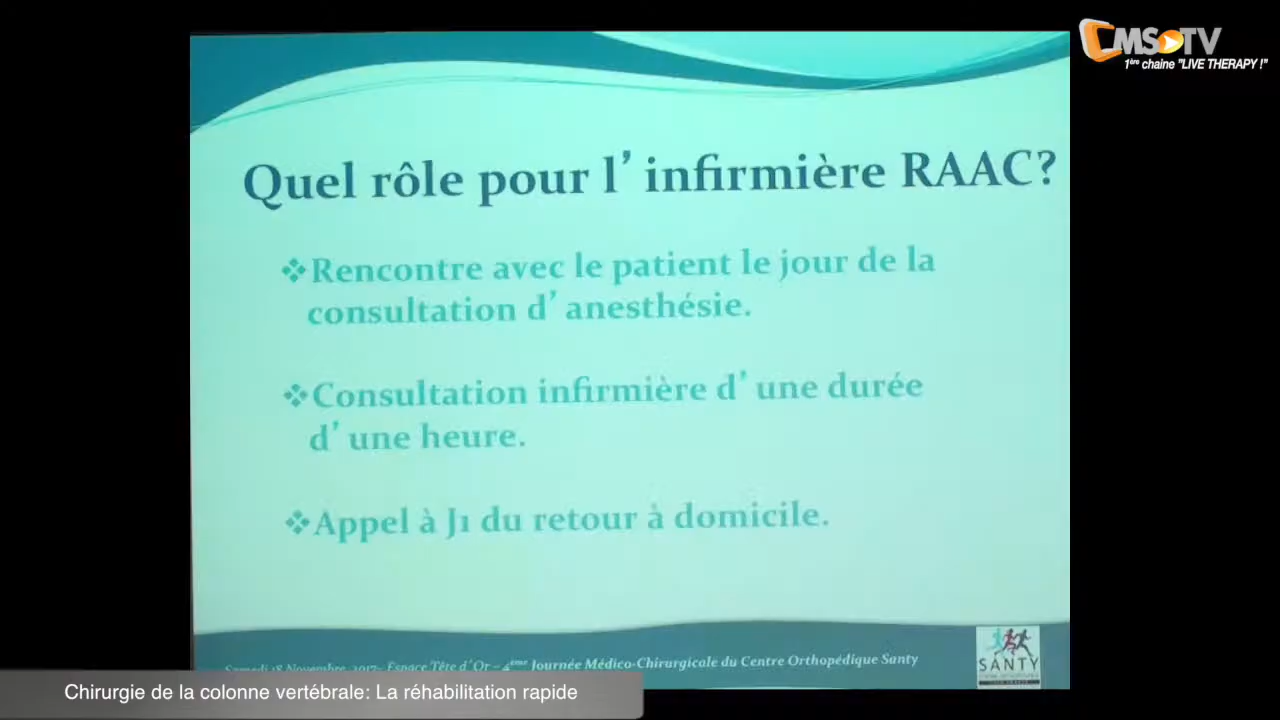 CMS TV
1ère chaine "LIVE THERAPY !"
Quel rôle pour l’infirmière RAAC?
❖Rencontre avec le patient le jour de la
consultation d’anesthésie.
❖Consultation infirmière d’une durée
d’une heure.
❖Appel à J1 du retour à domicile.
Samedi 18 Novembre 2017- Espace Tête d'Or – 4ème Journée Médico-Chirurgicale du Centre Orthopédique Santy
SANTY
Chirurgie de la colonne vertébrale: La réhabilitation rapide